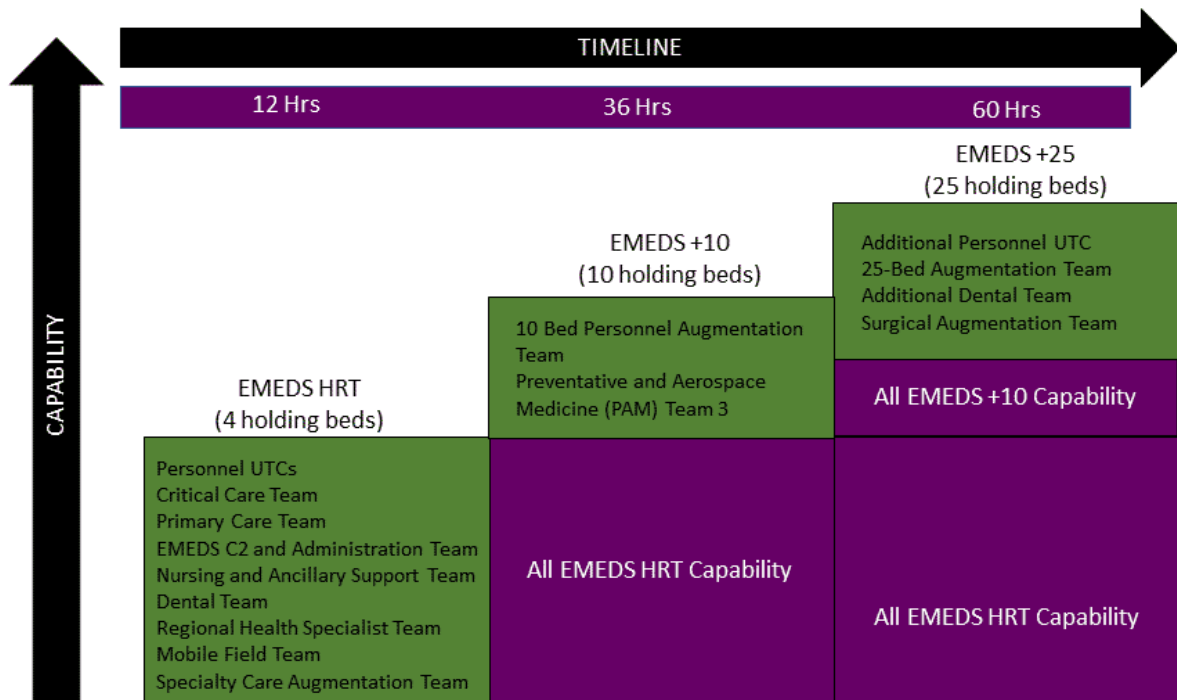 TIMELINE
12 Hrs
36 Hrs
60 Hrs
CAPABILITY
EMEDS HRT
(4 holding beds)
Personnel UTCs
Critical Care Team
Primary Care Team
EMEDS C2 and Administration Team
Nursing and Ancillary Support Team
Dental Team
Regional Health Specialist Team
Mobile Field Team
Specialty Care Augmentation Team
EMEDS +10
(10 holding beds)
10 Bed Personnel Augmentation
Team
Preventative and Aerospace
Medicine (PAM) Team 3
All EMEDS HRT Capability
EMEDS +25
(25 holding beds)
Additional Personnel UTC
25-Bed Augmentation Team
Additional Dental Team
Surgical Augmentation Team
All EMEDS +10 Capability
All EMEDS HRT Capability